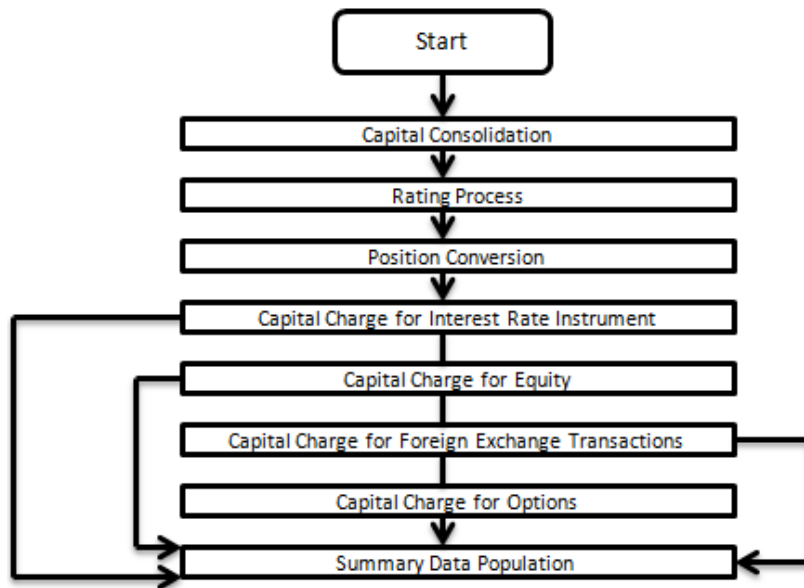 Start
Capital Consolidation
Rating Process
Position Conversion
Capital Charge for Interest Rate Instrument
Capital Charge for Equity
Capital Charge for Foreign Exchange Transactions
Capital Charge for Options
Summary Data Population